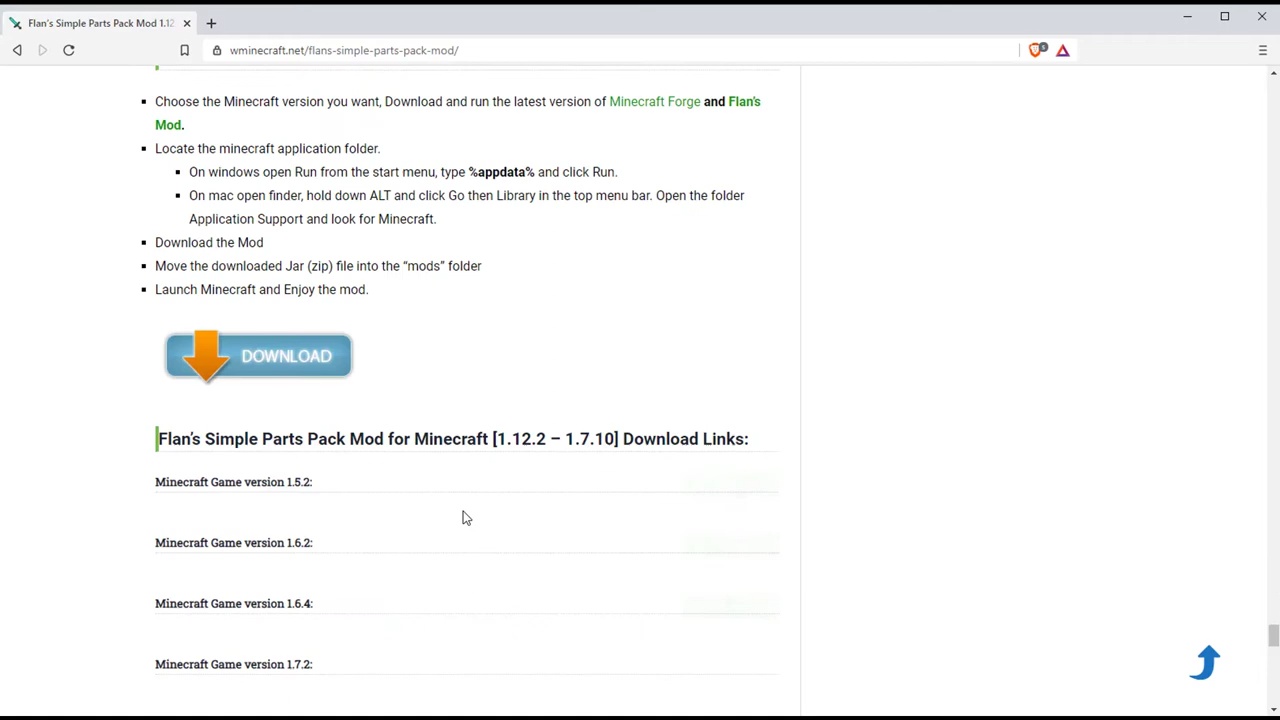 Flan's Simple Parts Pack Mod 1.12
wminecraft.net/flans-simple-parts-pack-mod/
Choose the Minecraft version you want, Download and run the latest version of Minecraft Forge and Flan's
Mod.
Locate the minecraft application folder.
On windows open Run from the start menu, type %appdata% and click Run.
On mac open finder, hold down ALT and click Go then Library in the top menu bar. Open the folder
Application Support and look for Minecraft.
Download the Mod
Move the downloaded Jar (zip) file into the “mods” folder
Launch Minecraft and Enjoy the mod.
DOWNLOAD
Flan's Simple Parts Pack Mod for Minecraft [1.12.2 – 1.7.10] Download Links:
Minecraft Game version 1.5.2:
Minecraft Game version 1.6.2:
Minecraft Game version 1.6.4:
Minecraft Game version 1.7.2: